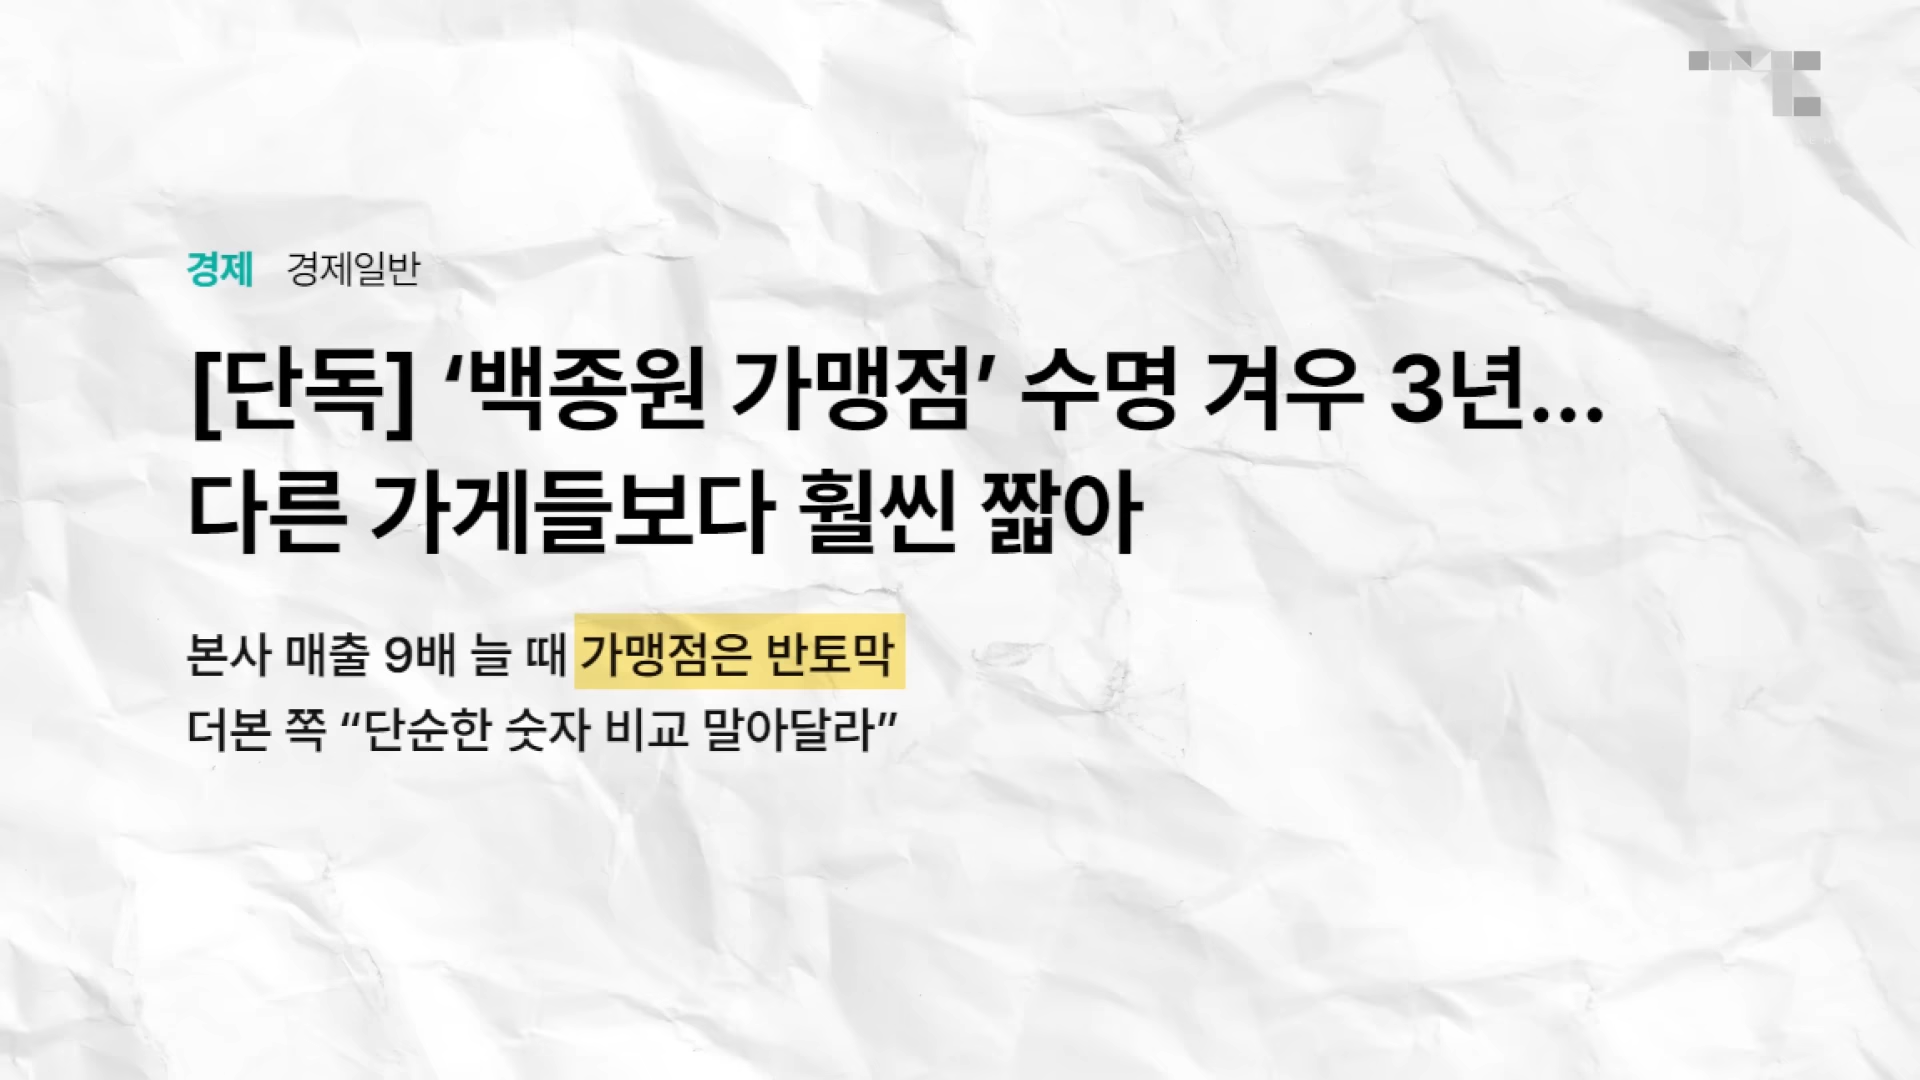 경제 경제일반
[단독] ‘백종원 가맹점’ 수명 겨우 3년…
다른 가게들보다 훨씬 짧아
본사 매출 9배 늘 때 가맹점은 반토막
더본 쪽 “단순한 숫자 비교 말아달라”